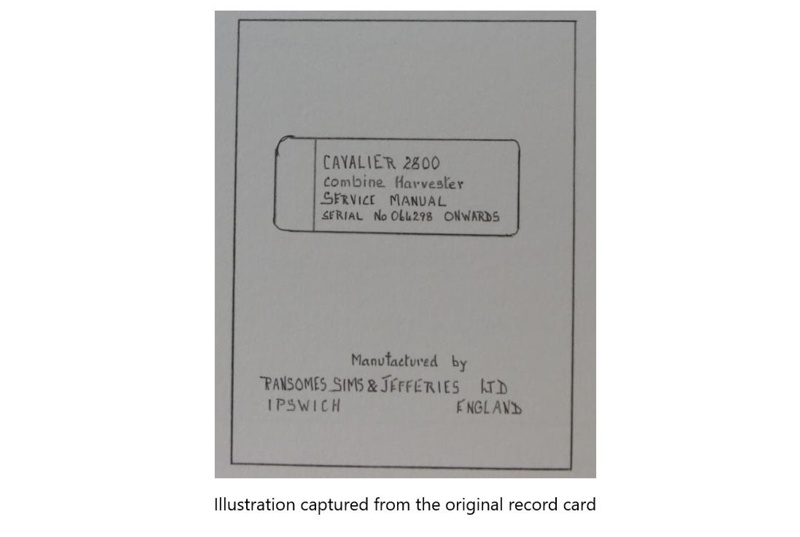 CAVALIER 2800
Combine Harvester
SERVICE MANUAL
SERIAL No 064298 ONWARDS
Manufactured by
RANSOMES SIMS & JEFFERIES LTD
IPSWICH ENGLAND
Illustration captured from the original record card